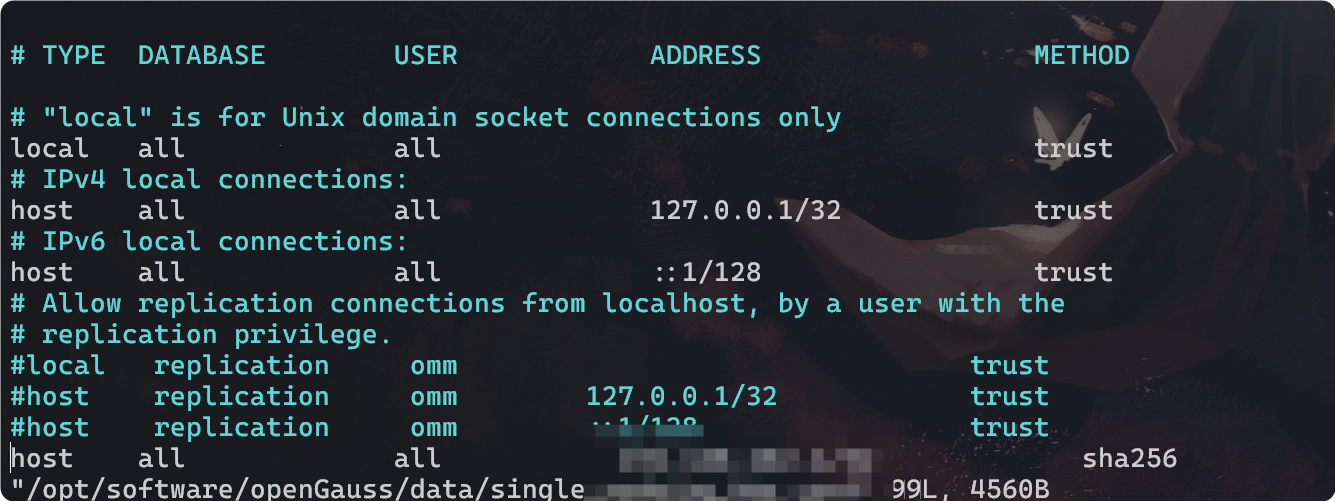 # TYPE  DATABASE        USER            ADDRESS                 METHOD
# "local" is for Unix domain socket connections only
local   all             all                                     trust
# IPv4 local connections:
host    all             all             127.0.0.1/32            trust
# IPv6 local connections:
host    all             all             ::1/128                 trust
# Allow replication connections from localhost, by a user with the
# replication privilege.
#local   replication     omm                                trust
#host    replication     omm        127.0.0.1/32            trust
#host    replication     omm        ::1/128                 trust
host    all             all                                        sha256
"/opt/software/openGauss/data/single 99L, 4560B